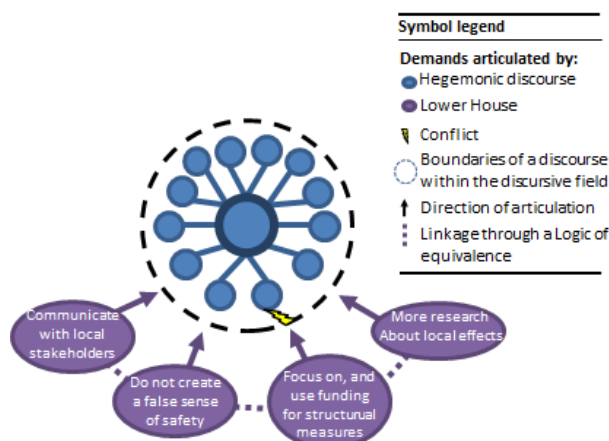 Symbol legend
Demands articulated by:
Hegemonic discourse
Lower House
Conflict
Boundaries of a discourse
within the discursive field
Direction of articulation
Linkage through a Logic of
equivalence
Communicate
with local
stakeholders
Do not create
a false sense
of safety
Focus on, and
use funding
for structural
measures
More research
About local effects